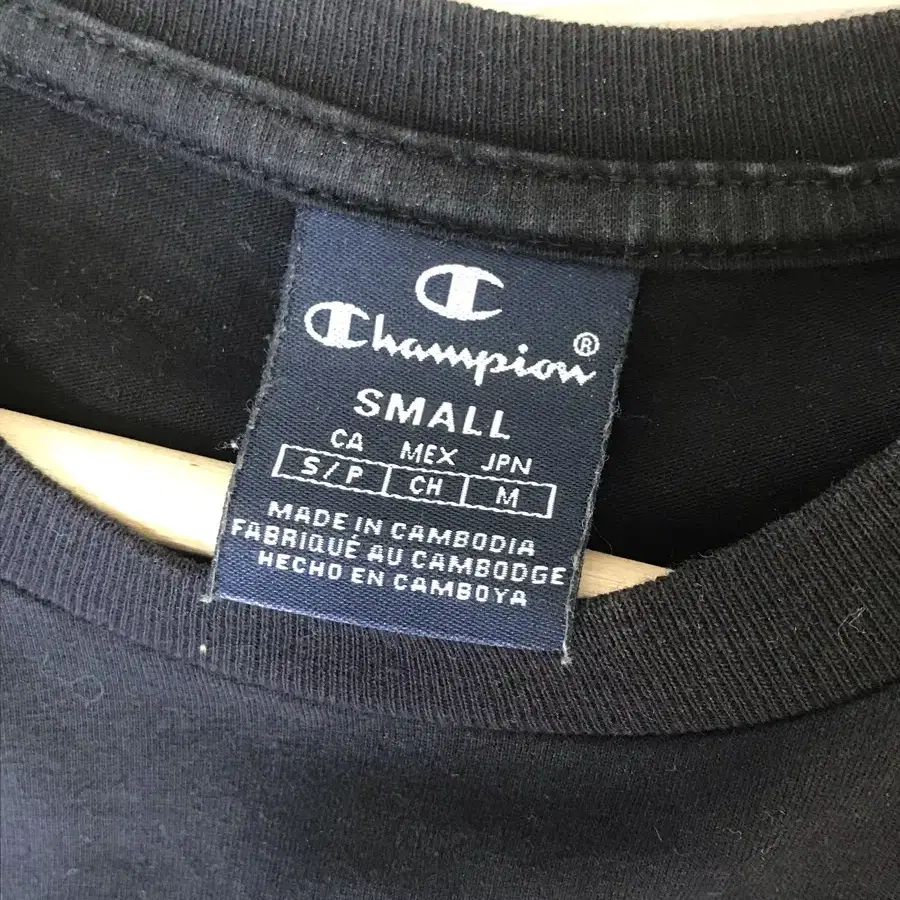 Champion®
SMALL
CA MEX JPN
S/P CH M
MADE IN CAMBODIA
FABRIQUÉ AU CAMBODGE
HECHO EN CAMBOYA